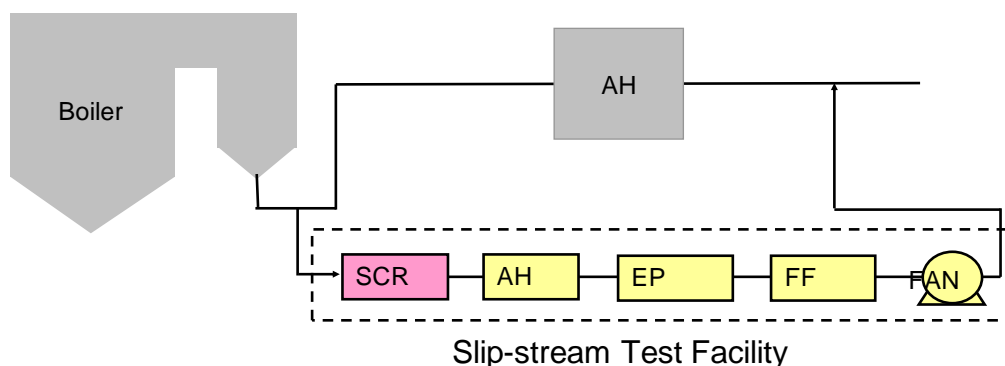 AH
Boiler
SCR
AH
EP
FF
FAN
Slip-stream Test Facility